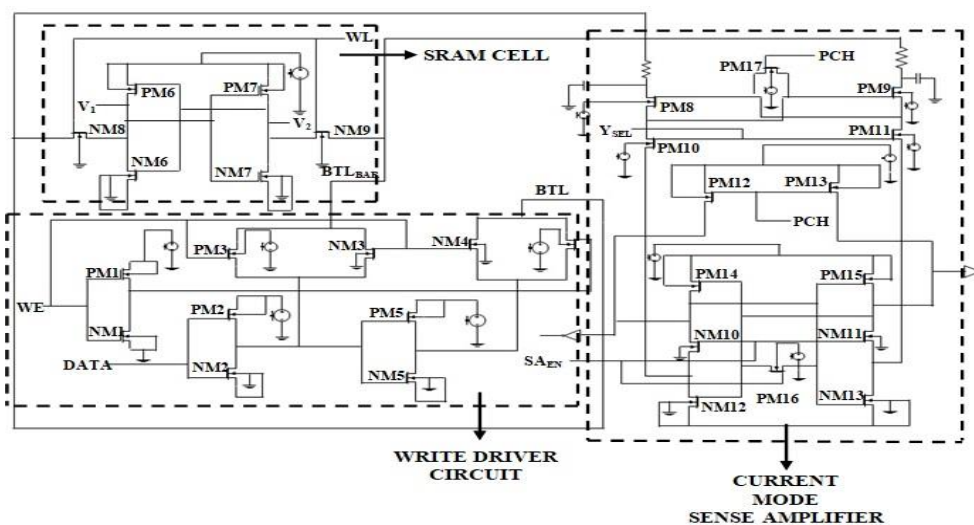 WL
SRAM CELL
PM6
PM7
V1
V2
NM8
NM9
NM6
NM7
BTLBAR
BTL
PCH
PM17
PM8
PM9
YSEL
PM10
PM11
PM12
PM13
PCH
PM3
NM3
NM4
PM1
WE
NM1
PM2
PM5
DATA
NM2
NM5
SAEN
PM14
PM15
NM10
NM11
PM16
NM12
NM13
WRITE DRIVER
CIRCUIT
CURRENT
MODE
SENSE AMPLIFIER